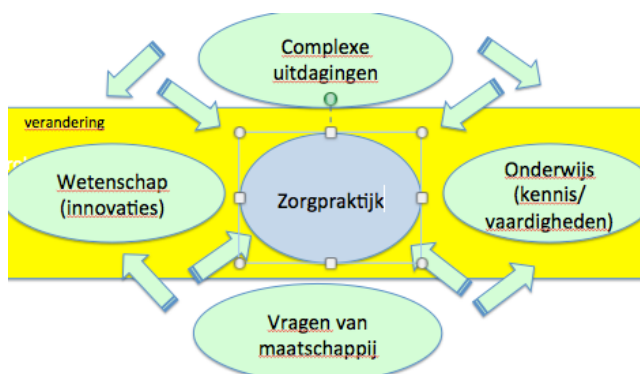 Complexe
uitdagingen
verandering
Wetenschap
(innovaties)
Zorgpraktijk
Onderwijs
(kennis/
vaardigheden)
Vragen van
maatschappij